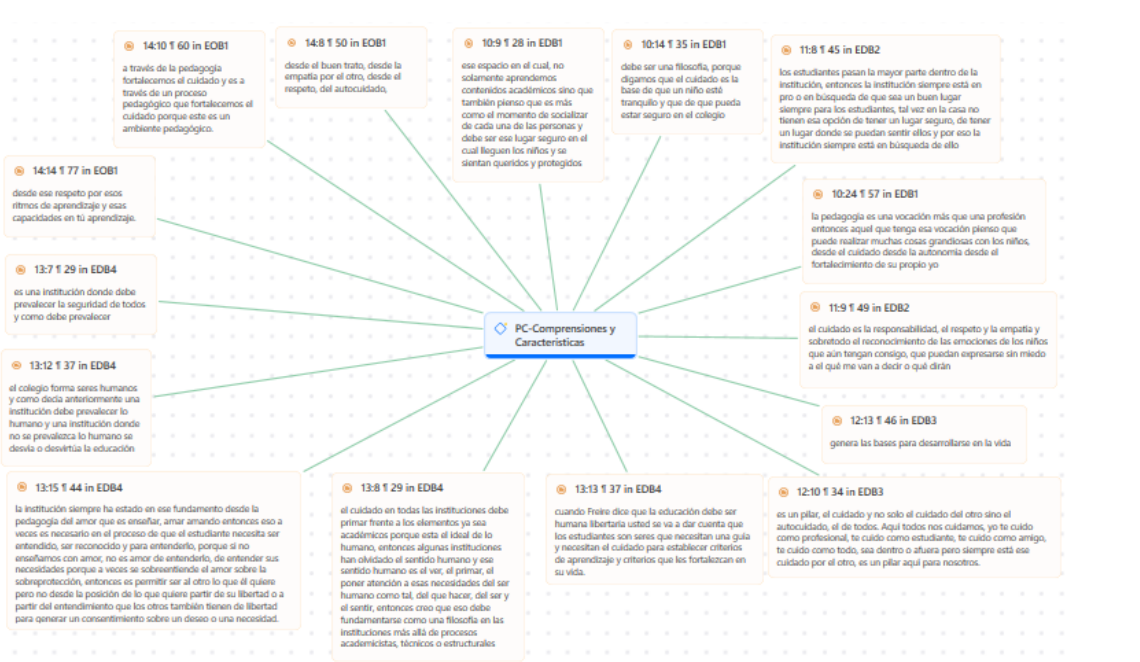 14:10 ¶ 60 in EOB1
a través de la pedagogía
fortalecemos el cuidado y es a
través de un proceso
pedagógico que fortalecemos el
cuidado porque este es un
ambiente pedagógico.
14:8 ¶ 50 in EOB1
desde el buen trato, desde la
empatía por el otro, desde el
respeto, del autocuidado,
10:9 ¶ 28 in EDB1
ese espacio en el cual, no
solamente aprendemos
contenidos académicos sino que
también pienso que es más
como el momento de socializar
de cada una de las personas y
debe ser ese lugar seguro en el
cual lleguen los niños y se
sientan queridos y protegidos
10:14 ¶ 35 in EDB1
debe ser una filosofía, porque
digamos que el cuidado es la
base de que un niño esté
tranquilo y que de que pueda
estar seguro en el colegio
11:8 ¶ 45 in EDB2
los estudiantes pasan la mayor parte dentro de la
institución, entonces la institución siempre está en
pro o en búsqueda de que sea un buen lugar
siempre para los estudiantes, tal vez en la casa no
tienen esa opción de tener un lugar seguro, de tener
un lugar donde se puedan sentir ellos y por eso la
institución siempre está en búsqueda de ello
14:14 ¶ 77 in EOB1
desde ese respeto por esos
ritmos de aprendizaje y esas
capacidades en tú aprendizaje.
10:24 ¶ 57 in EDB1
la pedagogía es una vocación más que una profesión
entonces aquel que tenga esa vocación pienso que
puede realizar muchas cosas grandiosas con los niños,
desde el cuidado desde la autonomía desde el
fortalecimiento de su propio yo
13:7 ¶ 29 in EDB4
es una institución donde debe
prevalecer la seguridad de todos
y como debe prevalecer
PC-Comprensiones y
Caracteristicas
11:9 ¶ 49 in EDB2
el cuidado es la responsabilidad, el respeto y la empatía y
sobretodo el reconocimiento de las emociones de los niños
que aún tengan consigo, que puedan expresarse sin miedo
a el qué me van a decir o qué dirán
13:12 ¶ 37 in EDB4
el colegio forma seres humanos
y como decía anteriormente una
institución debe prevalecer lo
humano y una institución donde
no se prevalezca lo humano se
desvía o desvirtúa la educación
12:13 ¶ 46 in EDB3
genera las bases para desarrollarse en la vida
13:15 ¶ 44 in EDB4
la institución siempre ha estado en ese fundamento desde la
pedagogía del amor que es enseñar, amar amando entonces eso a
veces es necesario en el proceso de que el estudiante necesita ser
entendido, ser reconocido y para entenderlo, porque si no
enseñamos con amor, no es amor de entenderlo, de entender sus
necesidades porque a veces se sobreentiende el amor sobre la
sobreprotección, entonces es permitir ser al otro lo que él quiere
pero no desde la posición de lo que quiere partir de su libertad o a
partir del entendimiento que los otros también tienen de libertad
para generar un consentimiento sobre un deseo o una necesidad.
13:8 ¶ 29 in EDB4
el cuidado en todas las instituciones debe
primar frente a los elementos ya sea
académicos porque esta el ideal de lo
humano, entonces algunas instituciones
han olvidado el sentido humano y ese
sentido humano es el ver, el primar, el
poner atención a esas necesidades del ser
humano como tal, del que hacer, del ser y
el sentir, entonces creo que eso debe
fundamentarse como una filosofía en las
instituciones más allá de procesos
academicistas, técnicos o estructurales
13:13 ¶ 37 in EDB4
cuando Freire dice que la educación debe ser
humana libertaria usted se va a dar cuenta que
los estudiantes son seres que necesitan una guía
y necesitan el cuidado para establecer criterios
de aprendizaje y criterios que les fortalezcan en
su vida.
12:10 ¶ 34 in EDB3
es un pilar, el cuidado y no solo el cuidado del otro sino el
autocuidado, el de todos. Aquí todos nos cuidamos, yo te cuido
como profesional, te cuido como estudiante, te cuido como amigo,
te cuido como todo, sea dentro o afuera pero siempre está ese
cuidado por el otro, es un pilar aquí para nosotros.